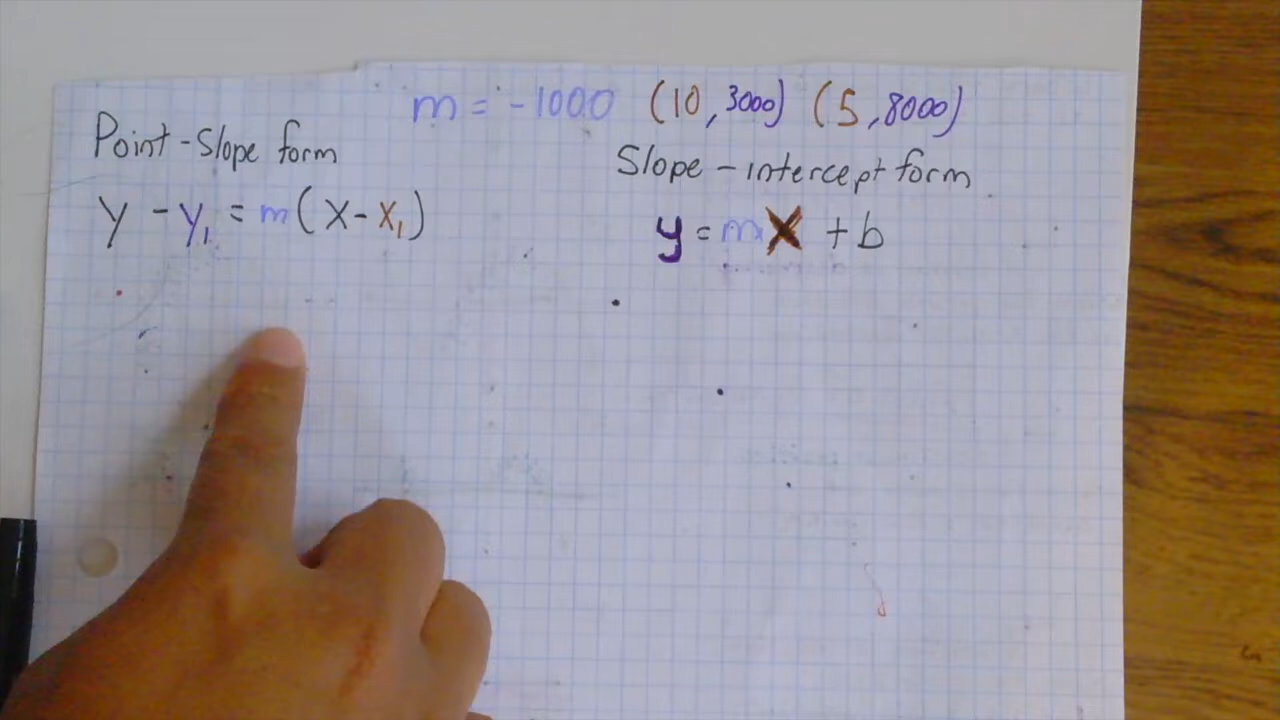 m = -1000 (10, 3000) (5, 8000)
Point-Slope form
y - y₁ = m(x - x₁)
Slope-intercept form
y = mx + b